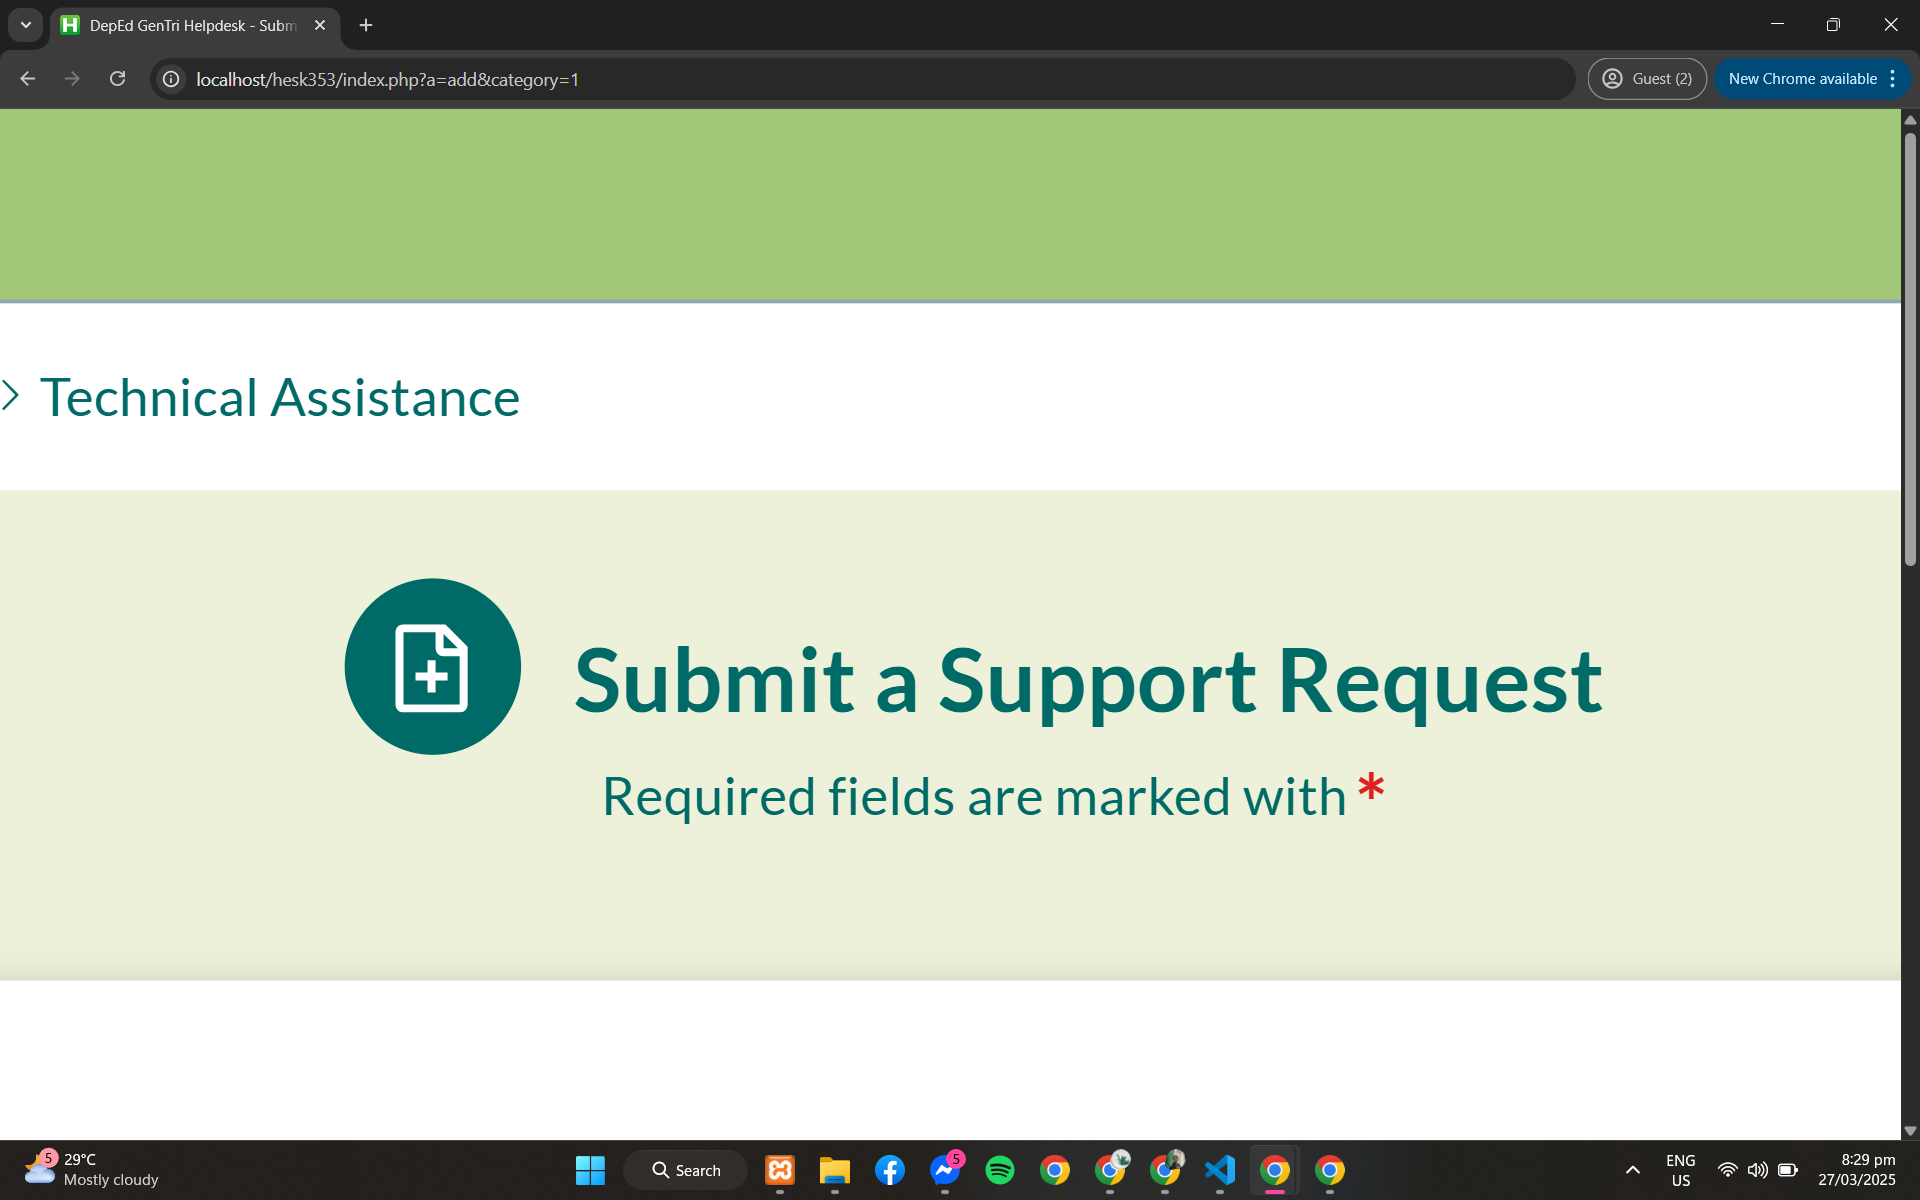 DepEd GenTri Helpdesk - Subm
localhost/hesk353/index.php?a=add&category=1
Guest (2)
New Chrome available
Technical Assistance
Submit a Support Request
Required fields are marked with *
5
29°C
Mostly cloudy
Search
5
ENG
US
8:29 pm
27/03/2025